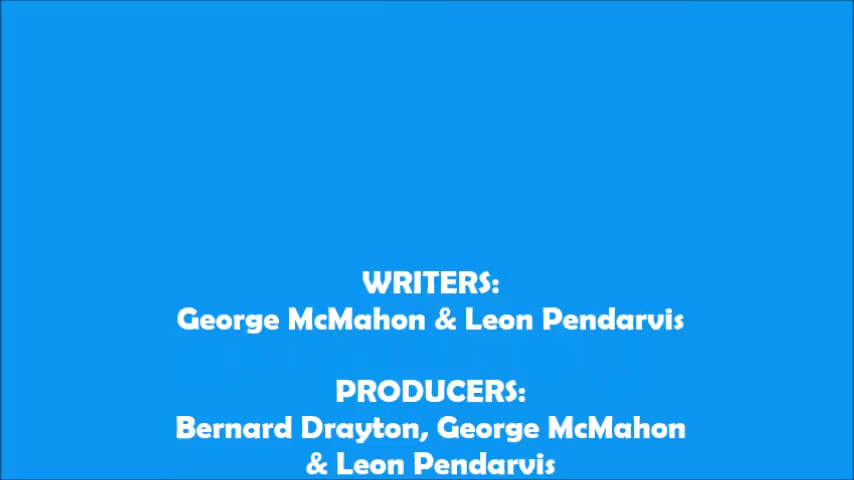 WRITERS:
George McMahon & Leon Pendarvis
PRODUCERS:
Bernard Drayton, George McMahon
& Leon Pendarvis